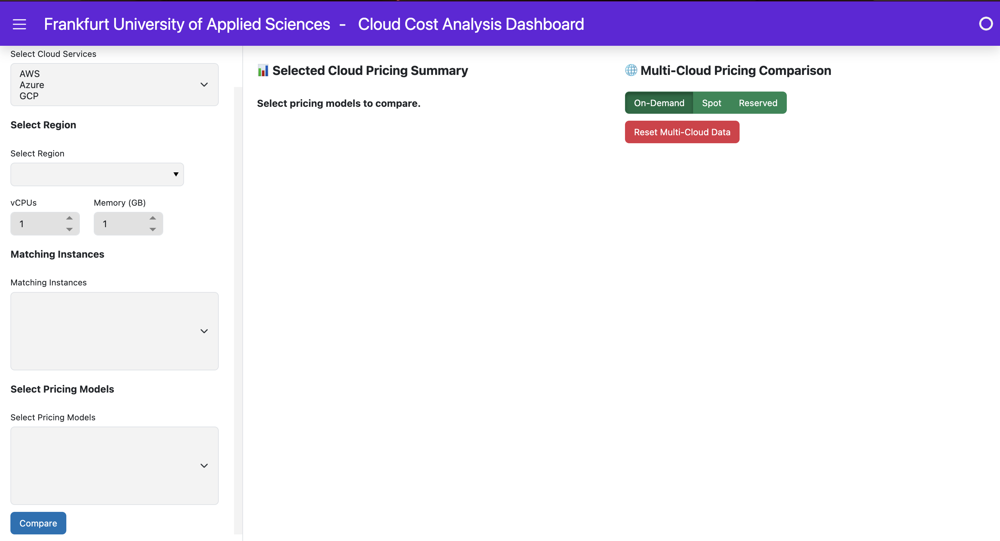 Frankfurt University of Applied Sciences - Cloud Cost Analysis Dashboard
Select Cloud Services
AWS
Azure
GCP
Select Region
Select Region
vCPUs Memory (GB)
1 1
Matching Instances
Matching Instances
Select Pricing Models
Select Pricing Models
Compare
📊 Selected Cloud Pricing Summary
Select pricing models to compare.
🌐 Multi-Cloud Pricing Comparison
On-Demand Spot Reserved
Reset Multi-Cloud Data